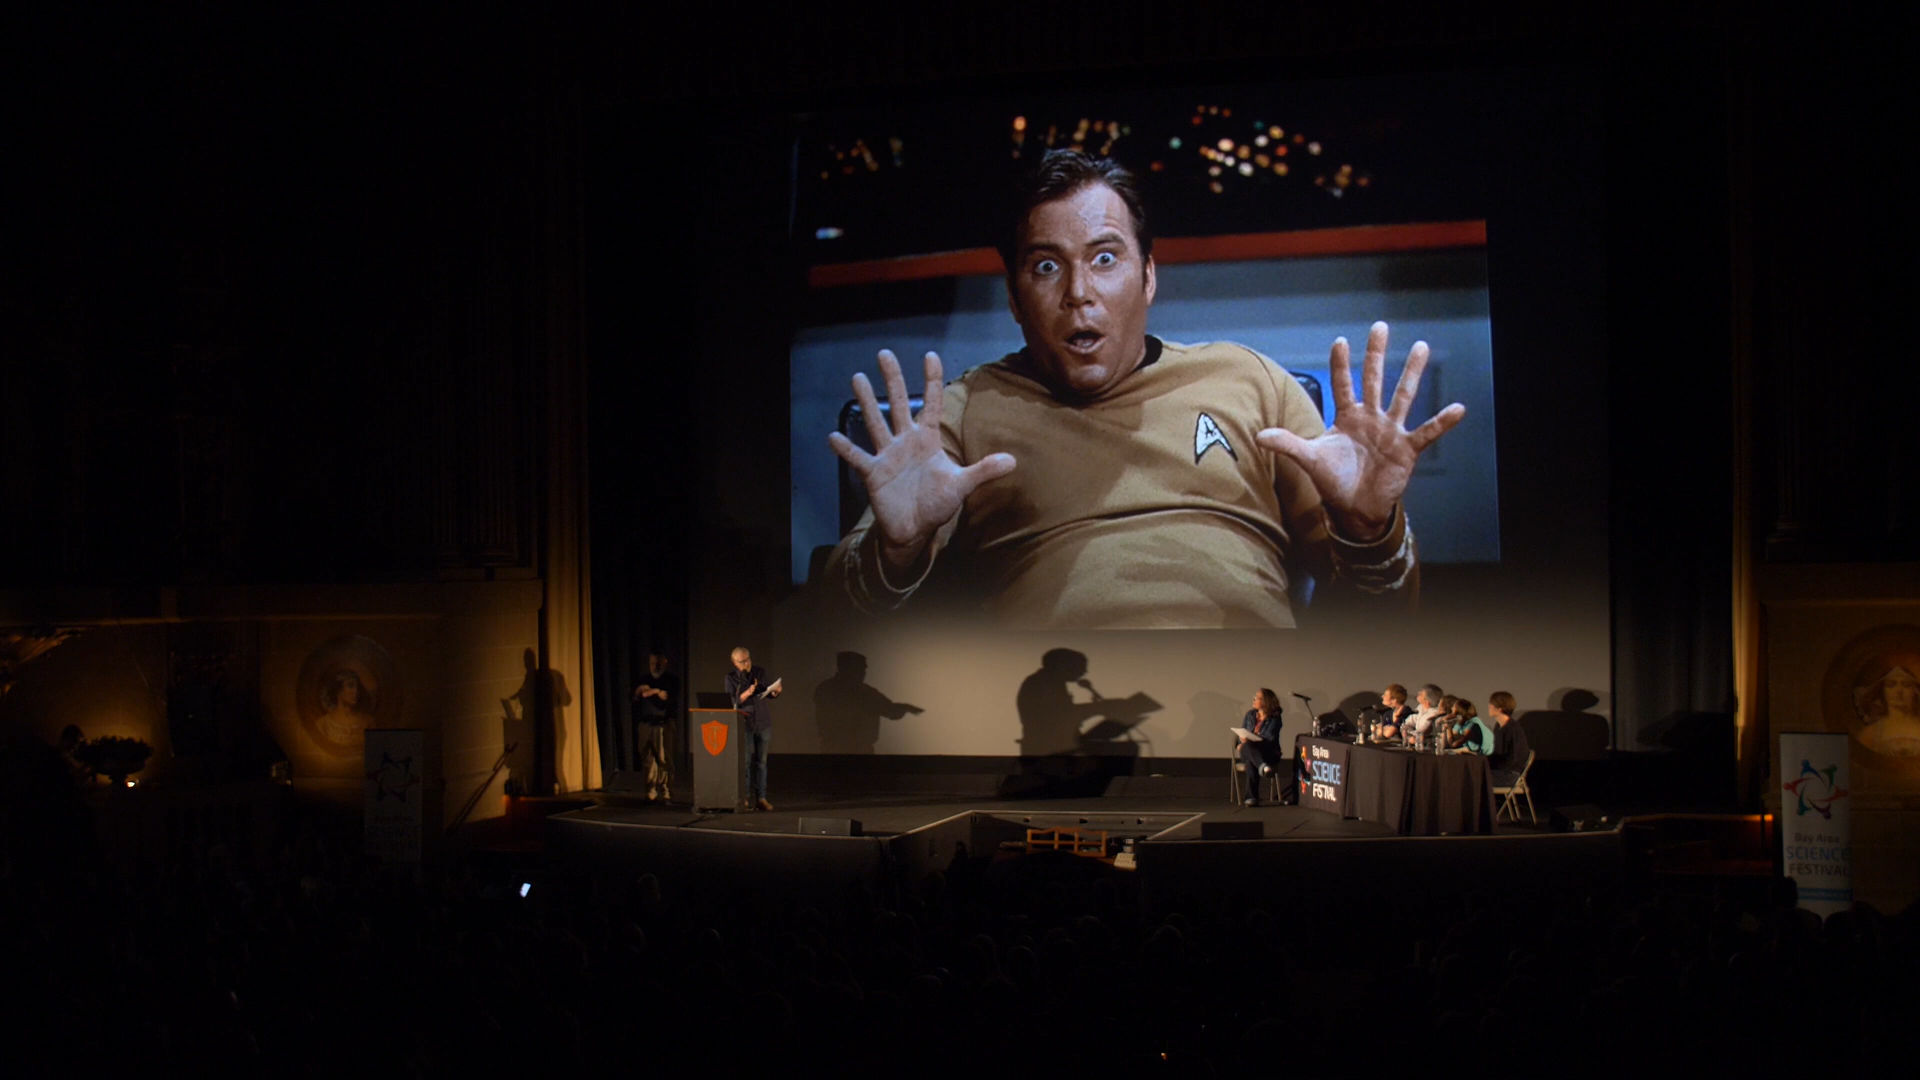 Bay Area
SCIENCE
FESTIVAL
Bay Area
SCIENCE
FESTIVAL